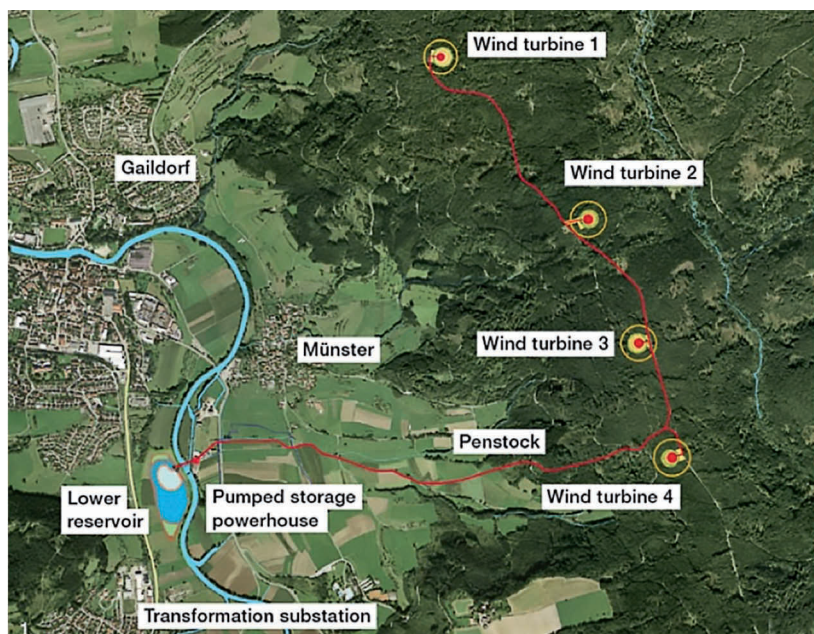 Wind turbine 1
Gaildorf
Wind turbine 2
Münster
Wind turbine 3
Penstock
Lower
reservoir
Pumped storage
powerhouse
Wind turbine 4
Transformation substation
1